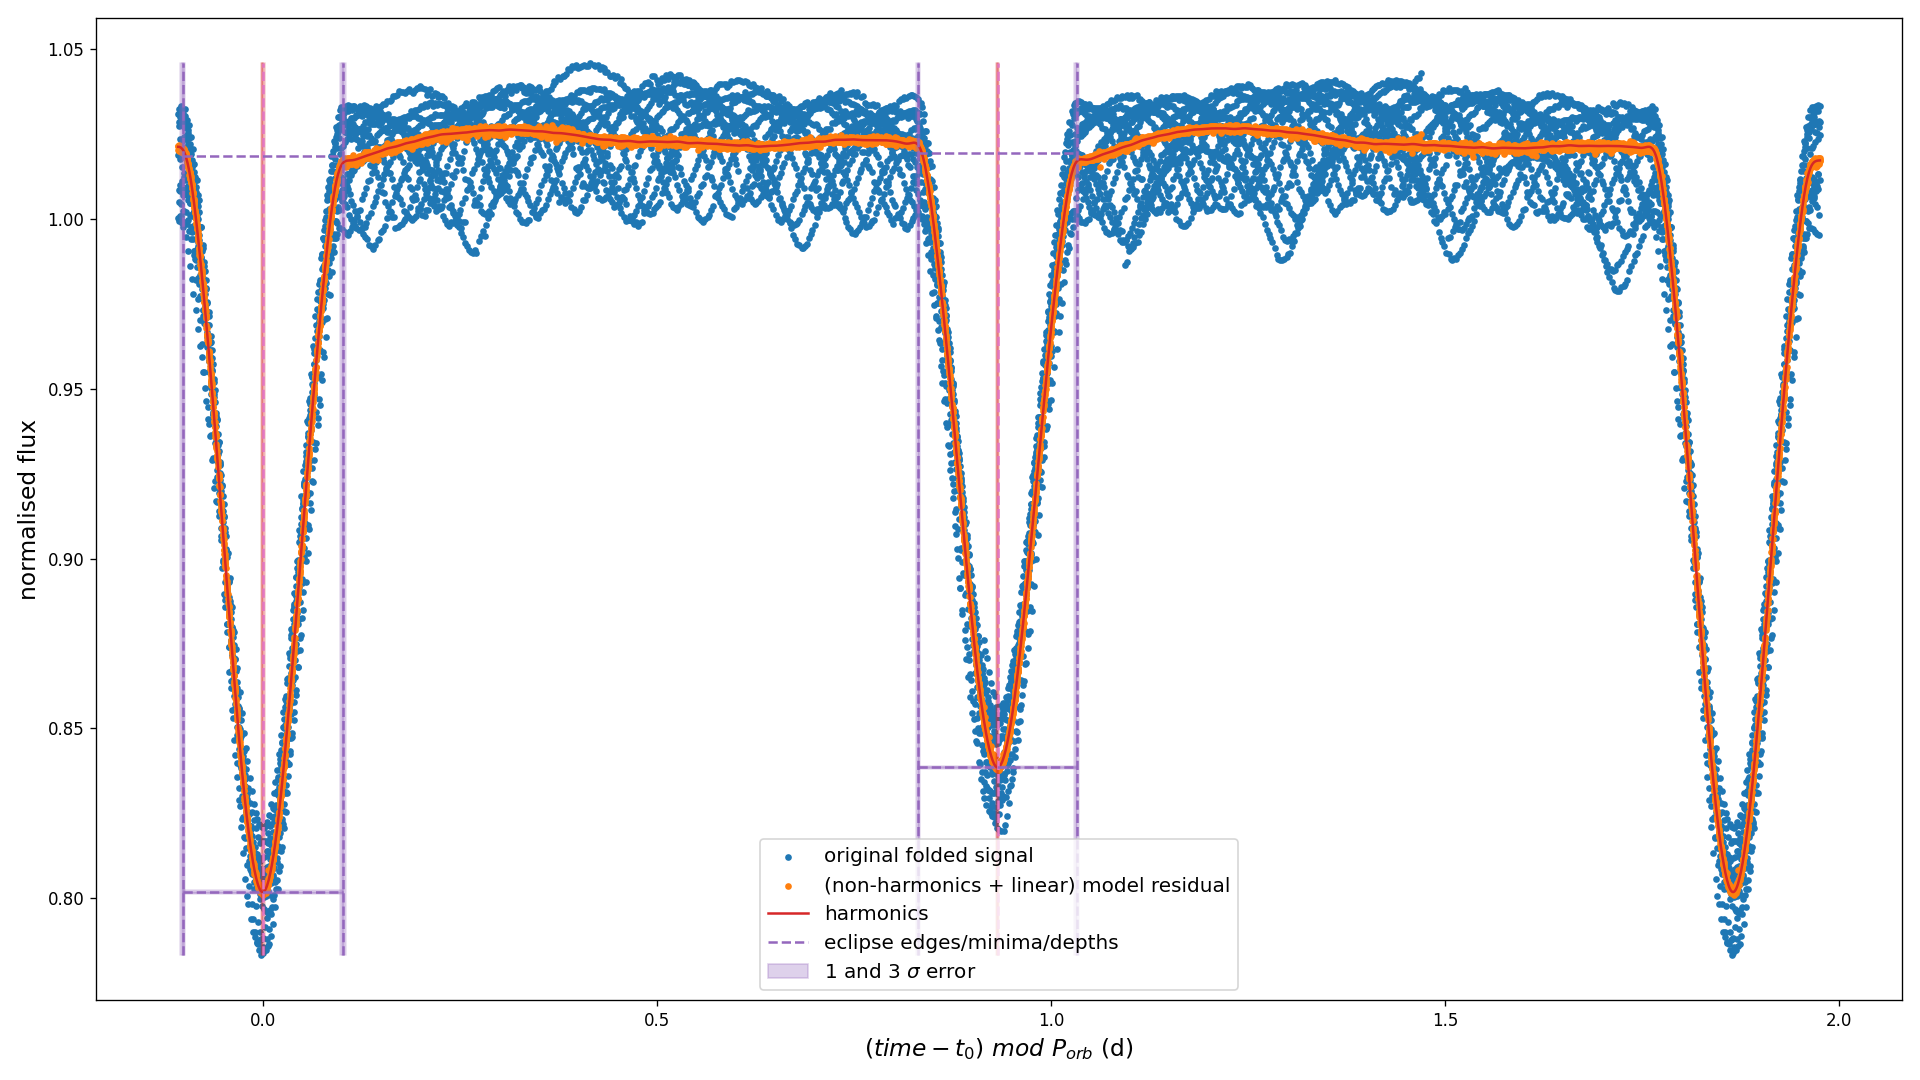 1.05
1.00
0.95
0.90
0.85
0.80
normalised flux
original folded signal
(non-harmonics + linear) model residual
harmonics
eclipse edges/minima/depths
1 and 3 σ error
0.0 0.5 1.0 1.5 2.0
(time − t₀) mod Pₒᵣb (d)